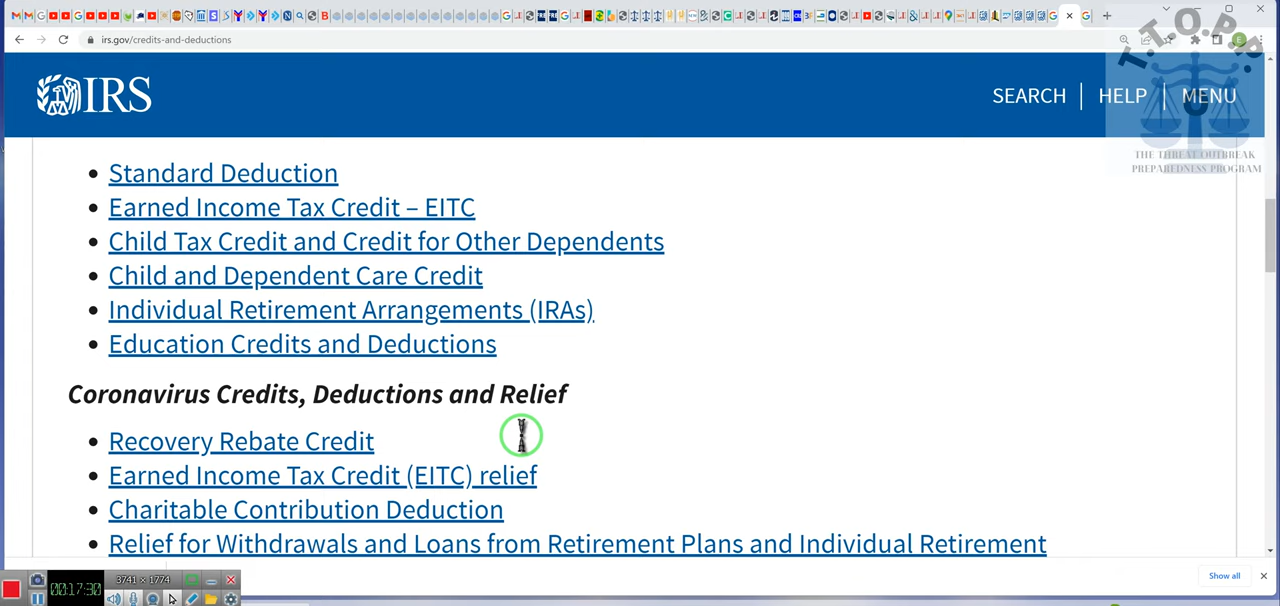 irs.gov/credits-and-deductions
T.T.O.P.P.
IRS
SEARCH | HELP | MENU
THE THREAT OUTBREAK
PREPAREDNESS PROGRAM
Standard Deduction
Earned Income Tax Credit – EITC
Child Tax Credit and Credit for Other Dependents
Child and Dependent Care Credit
Individual Retirement Arrangements (IRAs)
Education Credits and Deductions
Coronavirus Credits, Deductions and Relief
Recovery Rebate Credit
Earned Income Tax Credit (EITC) relief
Charitable Contribution Deduction
Relief for Withdrawals and Loans from Retirement Plans and Individual Retirement
Show all
3741 × 1774
00:17:30